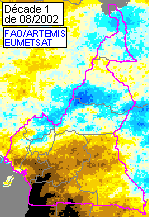 Décade 1
de 08/2002
FAO/ARTEMIS
EUMETSAT